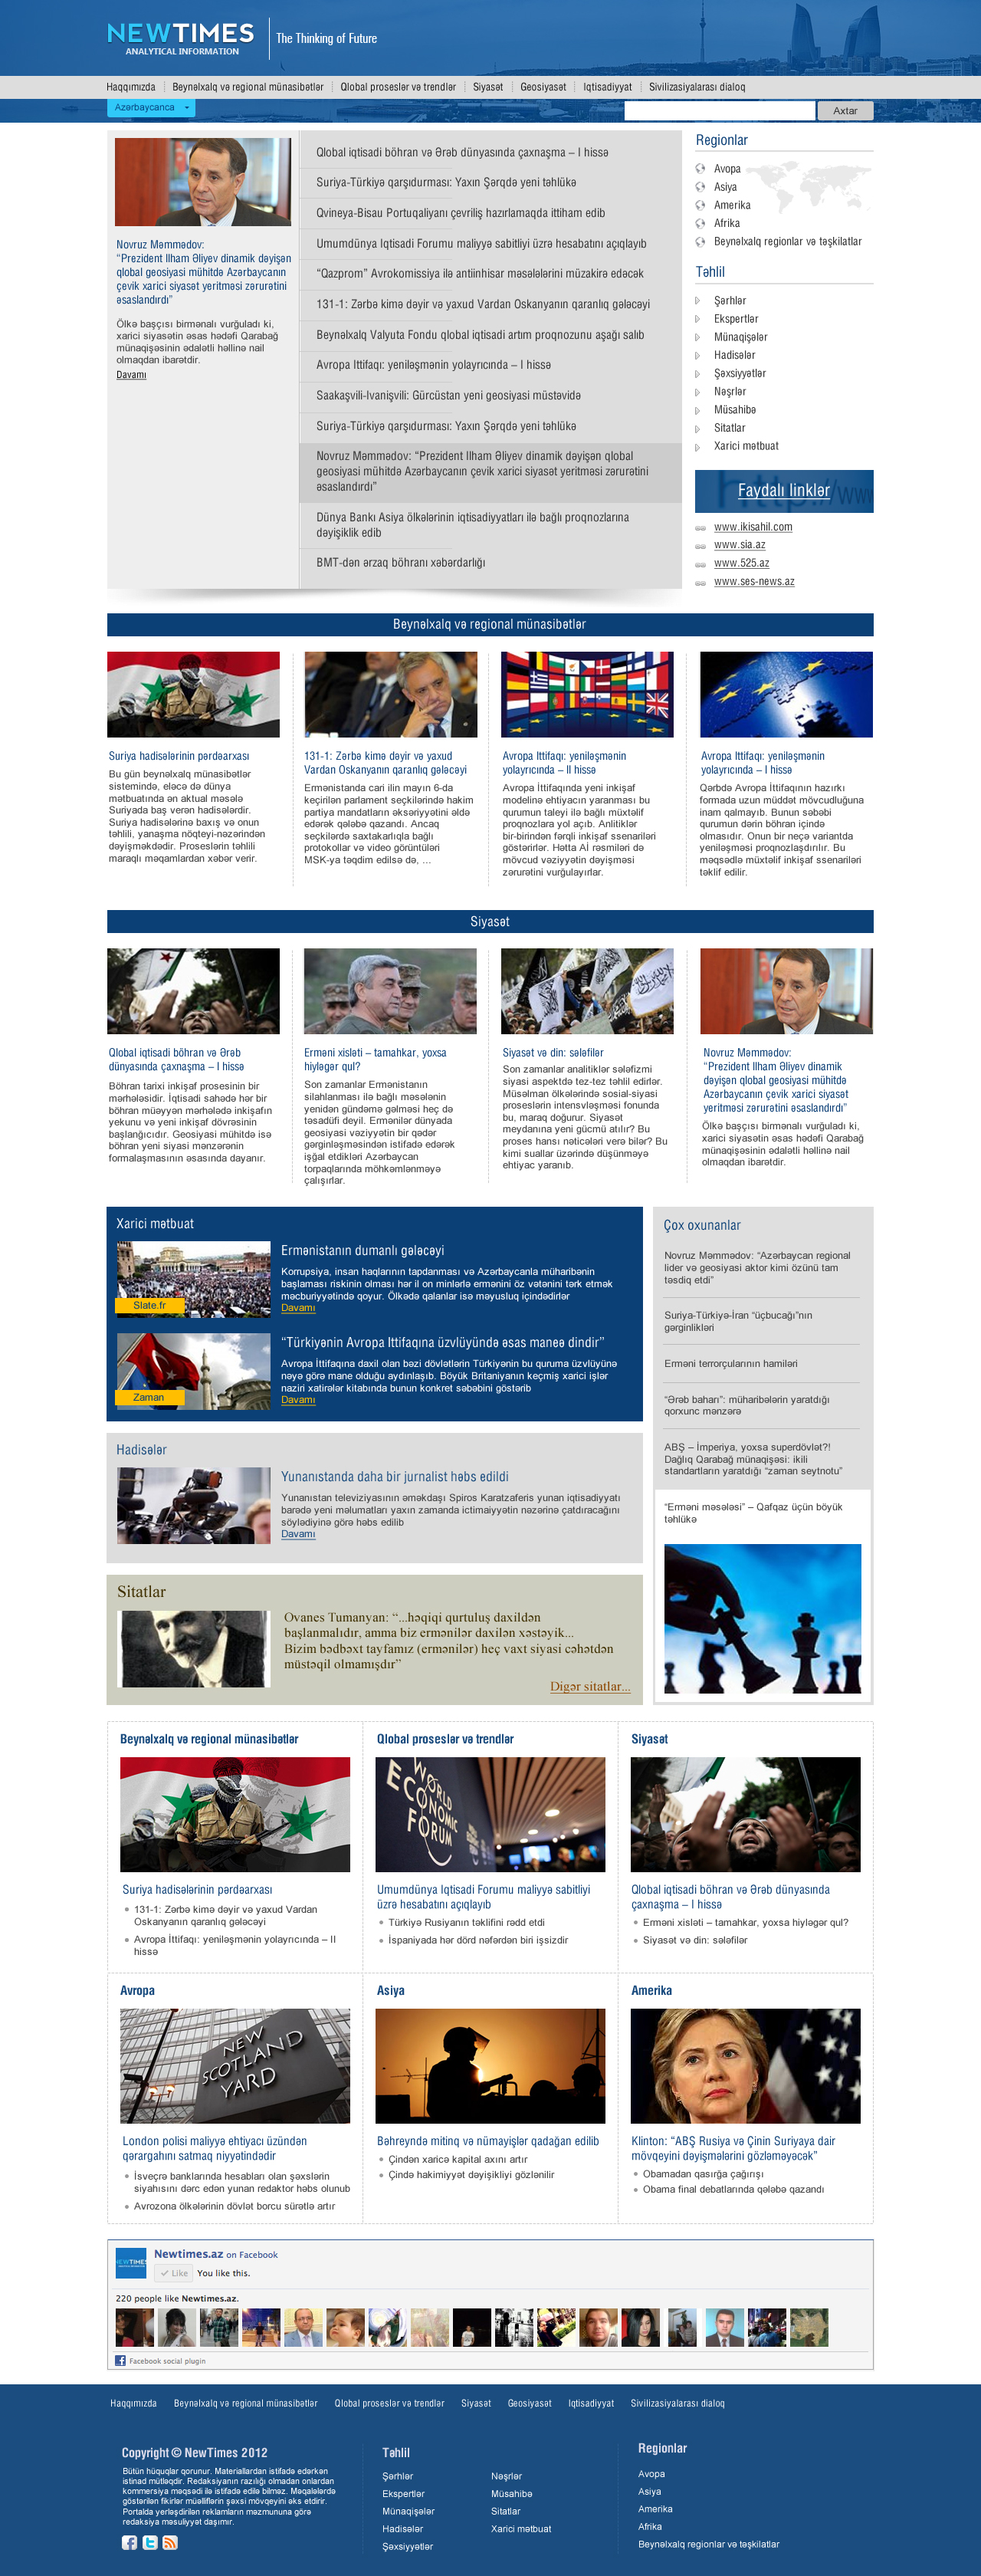 NEWTIMES
ANALYTICAL INFORMATION
The Thinking of Future
Haqqımızda
Beynəlxalq və regional münasibətlər
Qlobal proseslər və trendlər
Siyasət
Geosiyasət
Iqtisadiyyat
Sivilizasiyalarası dialoq
Azərbaycanca
Axtar
Novruz Məmmədov:
“Prezident Ilham Əliyev dinamik dəyişən
qlobal geosiyasi mühitdə Azərbaycanın
çevik xarici siyasət yeritməsi zərurətini
əsaslandırdı”
Ölkə başçısı birmənalı vurğuladı ki,
xarici siyasətin əsas hədəfi Qarabağ
münaqişəsinin ədalətli həllinə nail
olmaqdan ibarətdir.
Davamı
Qlobal iqtisadi böhran və Ərəb dünyasında çaxnaşma – I hissə
Suriya-Türkiyə qarşıdurması: Yaxın Şərqdə yeni təhlükə
Qvineya-Bisau Portuqaliyanı çevriliş hazırlamaqda ittiham edib
Umumdünya Iqtisadi Forumu maliyyə sabitliyi üzrə hesabatını açıqlayıb
“Qazprom” Avrokomissiya ilə antiinhisar məsələlərini müzakirə edəcək
131-1: Zərbə kimə dəyir və yaxud Vardan Oskanyanın qaranlıq gələcəyi
Beynəlxalq Valyuta Fondu qlobal iqtisadi artım proqnozunu aşağı salıb
Avropa Ittifaqı: yeniləşmənin yolayrıcında – I hissə
Saakaşvili-Ivanişvili: Gürcüstan yeni geosiyasi müstəvidə
Suriya-Türkiyə qarşıdurması: Yaxın Şərqdə yeni təhlükə
Novruz Məmmədov: “Prezident Ilham Əliyev dinamik dəyişən qlobal
geosiyasi mühitdə Azərbaycanın çevik xarici siyasət yeritməsi zərurətini
əsaslandırdı”
Dünya Bankı Asiya ölkələrinin iqtisadiyyatları ilə bağlı proqnozlarına
dəyişiklik edib
BMT-dən ərzaq böhranı xəbərdarlığı
Regionlar
Avopa
Asiya
Amerika
Afrika
Beynəlxalq regionlar və təşkilatlar
Təhlil
Şərhlər
Ekspertlər
Münaqişələr
Hadisələr
Şəxsiyyətlər
Nəşrlər
Müsahibə
Sitatlar
Xarici mətbuat
Faydalı linklər
www.ikisahil.com
www.sia.az
www.525.az
www.ses-news.az
Beynəlxalq və regional münasibətlər
Suriya hadisələrinin pərdəarxası
Bu gün beynəlxalq münasibətlər
sistemində, eləcə də dünya
mətbuatında ən aktual məsələ
Suriyada baş verən hadisələrdir.
Suriya hadisələrinə baxış və onun
təhlili, yanaşma nöqteyi-nəzərindən
dəyişməkdədir. Proseslərin təhlili
maraqlı məqamlardan xəbər verir.
131-1: Zərbə kimə dəyir və yaxud
Vardan Oskanyanın qaranlıq gələcəyi
Ermənistanda cari ilin mayın 6-da
keçirilən parlament seçkilərində hakim
partiya mandatların əksəriyyətini əldə
edərək qələbə qazandı. Ancaq
seçkilərdə saxtakarlıqla bağlı
protokollar və video görüntüləri
MSK-ya təqdim edilsə də, ...
Avropa Ittifaqı: yeniləşmənin
yolayrıcında – II hissə
Avropa İttifaqında yeni inkişaf
modelinə ehtiyacın yaranması bu
qurumun taleyi ilə bağlı müxtəlif
proqnozlara yol açıb. Anlitiklər
bir-birindən fərqli inkişaf ssenariləri
göstərirlər. Hətta Aİ rəsmiləri də
mövcud vəziyyətin dəyişməsi
zərurətini vurğulayırlar.
Avropa Ittifaqı: yeniləşmənin
yolayrıcında – I hissə
Qərbdə Avropa İttifaqının hazırkı
formada uzun müddət mövcudluğuna
inam qalmayıb. Bunun səbəbi
qurumun dərin böhran içində
olmasıdır. Onun bir neçə variantda
yeniləşməsi proqnozlaşdırılır. Bu
məqsədlə müxtəlif inkişaf ssenariləri
təklif edilir.
Siyasət
Qlobal iqtisadi böhran və Ərəb
dünyasında çaxnaşma – I hissə
Böhran tarixi inkişaf prosesinin bir
mərhələsidir. İqtisadi sahədə hər bir
böhran müəyyən mərhələdə inkişafın
yekunu və yeni inkişaf dövrəsinin
başlanğıcıdır. Geosiyasi mühitdə isə
böhran yeni siyasi mənzərənin
formalaşmasının əsasında dayanır.
Erməni xisləti – tamahkar, yoxsa
hiyləgər qul?
Son zamanlar Ermənistanın
silahlanması ilə bağlı məsələnin
yenidən gündəmə gəlməsi heç də
təsadüfi deyil. Ermənilər dünyada
geosiyasi vəziyyətin bir qədər
gərginləşməsindən istifadə edərək
işğal etdikləri Azərbaycan
torpaqlarında möhkəmlənməyə
çalışırlar.
Siyasət və din: sələfilər
Son zamanlar analitiklər sələfizmi
siyasi aspektdə tez-tez təhlil edirlər.
Müsəlman ölkələrində sosial-siyasi
proseslərin intensvləşməsi fonunda
bu, maraq doğurur. Siyasət
meydanına yeni gücmü atılır? Bu
proses hansı nəticələri verə bilər? Bu
kimi suallar üzərində düşünməyə
ehtiyac yaranıb.
Novruz Məmmədov:
“Prezident Ilham Əliyev dinamik
dəyişən qlobal geosiyasi mühitdə
Azərbaycanın çevik xarici siyasət
yeritməsi zərurətini əsaslandırdı”
Ölkə başçısı birmənalı vurğuladı ki,
xarici siyasətin əsas hədəfi Qarabağ
münaqişəsinin ədalətli həllinə nail
olmaqdan ibarətdir.
Xarici mətbuat
Slate.fr
Ermənistanın dumanlı gələcəyi
Korrupsiya, insan haqlarının tapdanması və Azərbaycanla müharibənin
başlaması riskinin olması hər il on minlərlə ermənini öz vətənini tərk etmək
məcburiyyətində qoyur. Ölkədə qalanlar isə məyusluq içindədirlər
Davamı
Zaman
“Türkiyənin Avropa Ittifaqına üzvlüyündə əsas maneə dindir”
Avropa İttifaqına daxil olan bəzi dövlətlərin Türkiyənin bu quruma üzvlüyünə
nəyə görə mane olduğu aydınlaşıb. Böyük Britaniyanın keçmiş xarici işlər
naziri xatirələr kitabında bunun konkret səbəbini göstərib
Davamı
Hadisələr
Yunanıstanda daha bir jurnalist həbs edildi
Yunanıstan televiziyasının əməkdaşı Spiros Karatzaferis yunan iqtisadiyyatı
barədə yeni məlumatları yaxın zamanda ictimaiyyətin nəzərinə çatdıracağını
söylədiyinə görə həbs edilib
Davamı
Sitatlar
Ovanes Tumanyan: “...həqiqi qurtuluş daxildən
başlanmalıdır, amma biz ermənilər daxilən xəstəyik...
Bizim bədbəxt tayfamız (ermənilər) heç vaxt siyasi cəhətdən
müstəqil olmamışdır”
Digər sitatlar...
Çox oxunanlar
Novruz Məmmədov: “Azərbaycan regional
lider və geosiyasi aktor kimi özünü tam
təsdiq etdi”
Suriya-Türkiyə-İran “üçbucağı”nın
gərginlikləri
Erməni terrorçularının hamiləri
“Ərəb baharı”: müharibələrin yaratdığı
qorxunc mənzərə
ABŞ – İmperiya, yoxsa superdövlət?!
Dağlıq Qarabağ münaqişəsi: ikili
standartların yaratdığı “zaman seytnotu”
“Erməni məsələsi” – Qafqaz üçün böyük
təhlükə
Beynəlxalq və regional münasibətlər
Suriya hadisələrinin pərdəarxası
131-1: Zərbə kimə dəyir və yaxud Vardan
Oskanyanın qaranlıq gələcəyi
Avropa İttifaqı: yeniləşmənin yolayrıcında – II
hissə
Qlobal proseslər və trendlər
WORLD
ECONOMIC
FORUM
Umumdünya Iqtisadi Forumu maliyyə sabitliyi
üzrə hesabatını açıqlayıb
Türkiyə Rusiyanın təklifini rədd etdi
İspaniyada hər dörd nəfərdən biri işsizdir
Siyasət
Qlobal iqtisadi böhran və Ərəb dünyasında
çaxnaşma – I hissə
Erməni xisləti – tamahkar, yoxsa hiyləgər qul?
Siyasət və din: sələfilər
Avropa
NEW
SCOTLAND
YARD
London polisi maliyyə ehtiyacı üzündən
qərargahını satmaq niyyətindədir
İsveçrə banklarında hesabları olan şəxslərin
siyahısını dərc edən yunan redaktor həbs olunub
Avrozona ölkələrinin dövlət borcu sürətlə artır
Asiya
Bəhreyndə mitinq və nümayişlər qadağan edilib
Çindən xaricə kapital axını artır
Çində hakimiyyət dəyişikliyi gözlənilir
Amerika
Klinton: “ABŞ Rusiya və Çinin Suriyaya dair
mövqeyini dəyişmələrini gözləməyəcək”
Obamadan qasırğa çağırışı
Obama final debatlarında qələbə qazandı
NEWTIMES
Newtimes.az on Facebook
Like
You like this.
220 people like Newtimes.az.
Facebook social plugin
Haqqımızda
Beynəlxalq və regional münasibətlər
Qlobal proseslər və trendlər
Siyasət
Geosiyasət
Iqtisadiyyat
Sivilizasiyalarası dialoq
Copyright © NewTimes 2012
Bütün hüquqlar qorunur. Materiallardan istifadə edərkən
istinad mütləqdir. Redaksiyanın razılığı olmadan onlardan
kommersiya məqsədi ilə istifadə edilə bilməz. Məqalələrdə
göstərilən fikirlər müəlliflərin şəxsi mövqeyini əks etdirir.
Portalda yerləşdirilən reklamların məzmununa görə
redaksiya məsuliyyət daşımır.
Təhlil
Şərhlər
Ekspertlər
Münaqişələr
Hadisələr
Şəxsiyyətlər
Nəşrlər
Müsahibə
Sitatlar
Xarici mətbuat
Regionlar
Avopa
Asiya
Amerika
Afrika
Beynəlxalq regionlar və təşkilatlar